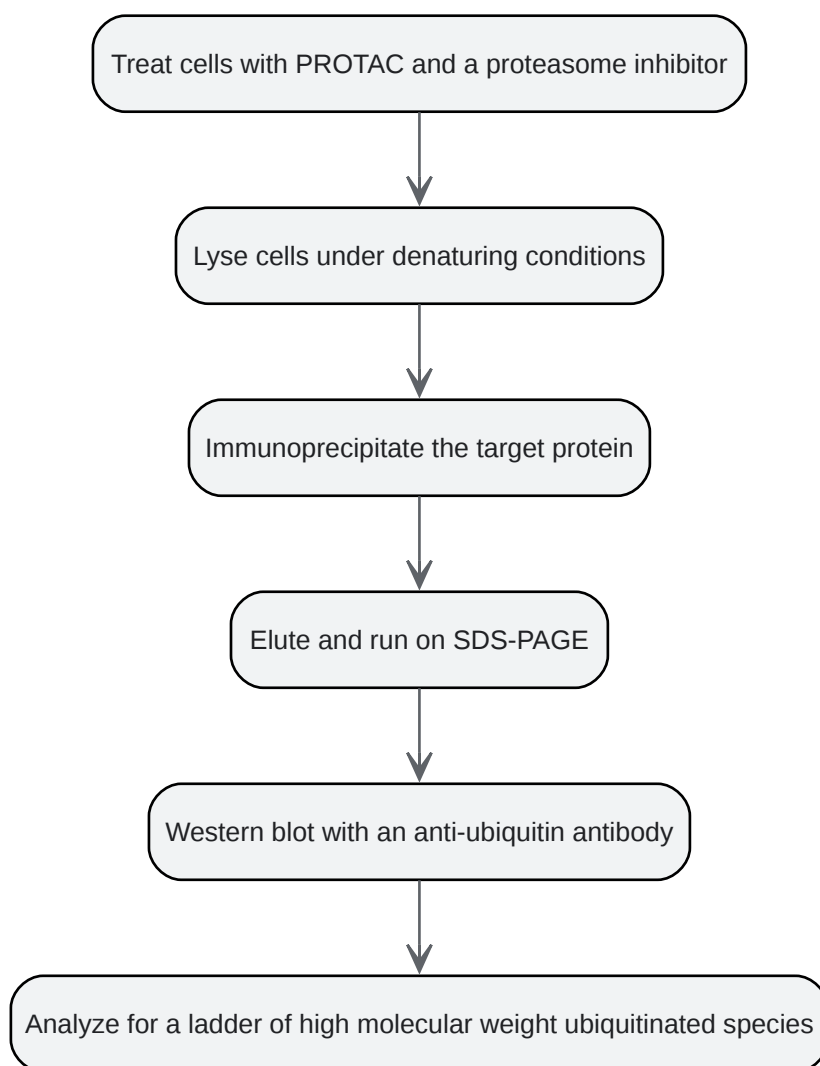 Treat cells with PROTAC and a proteasome inhibitor
Lyse cells under denaturing conditions
Immunoprecipitate the target protein
Elute and run on SDS-PAGE
Western blot with an anti-ubiquitin antibody
Analyze for a ladder of high molecular weight ubiquitinated species